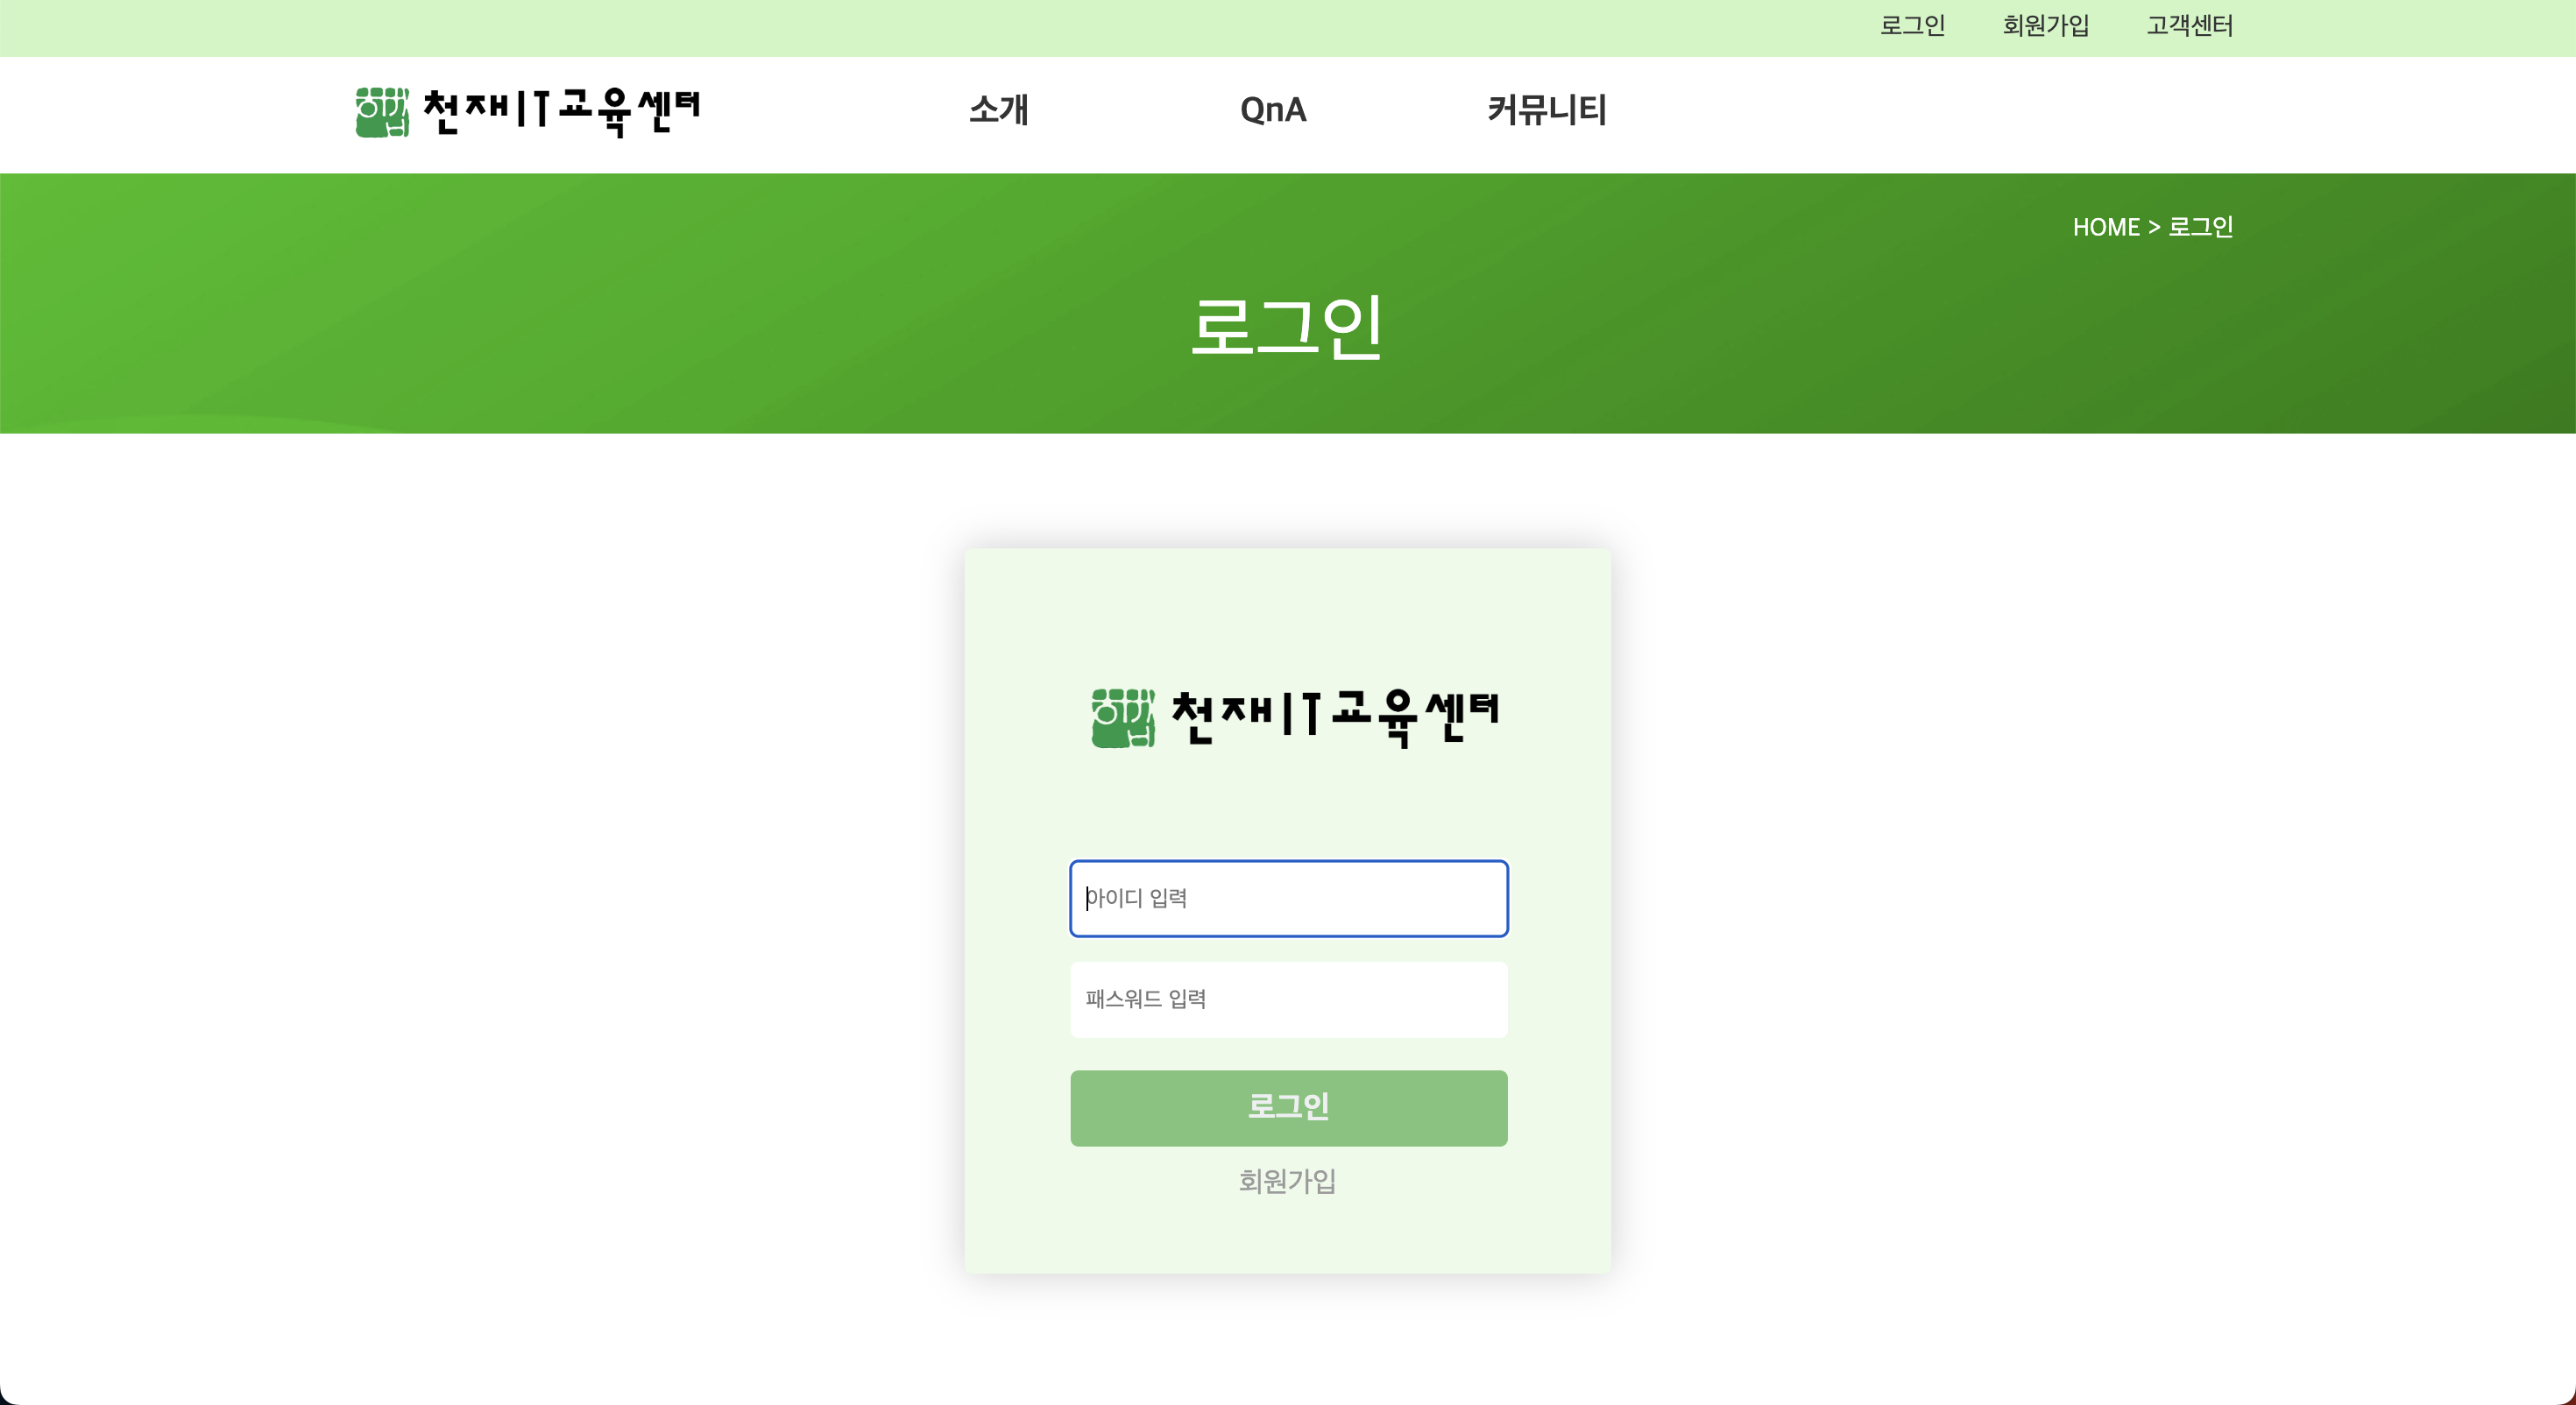 로그인 회원가입 고객센터
천재IT교육센터 소개 QnA 커뮤니티
HOME > 로그인
로그인
천재IT교육센터
아이디 입력
패스워드 입력
로그인
회원가입